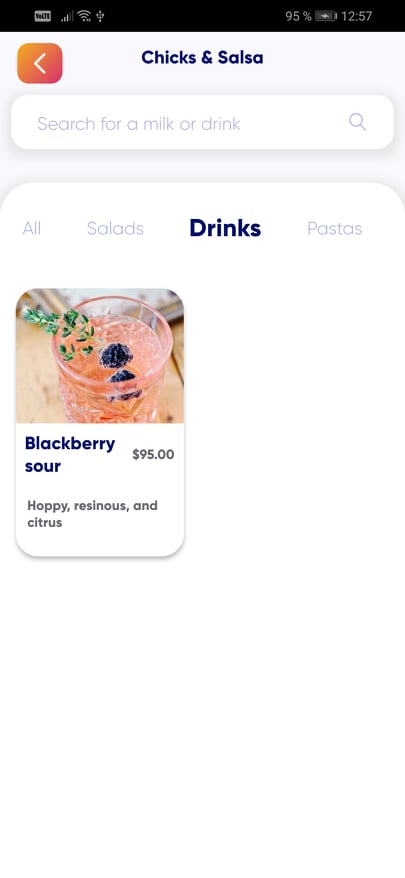 VoLTE
95 %
12:57
Chicks & Salsa
Search for a milk or drink
All
Salads
Drinks
Pastas
Blackberry
sour
$95.00
Hoppy, resinous, and
citrus